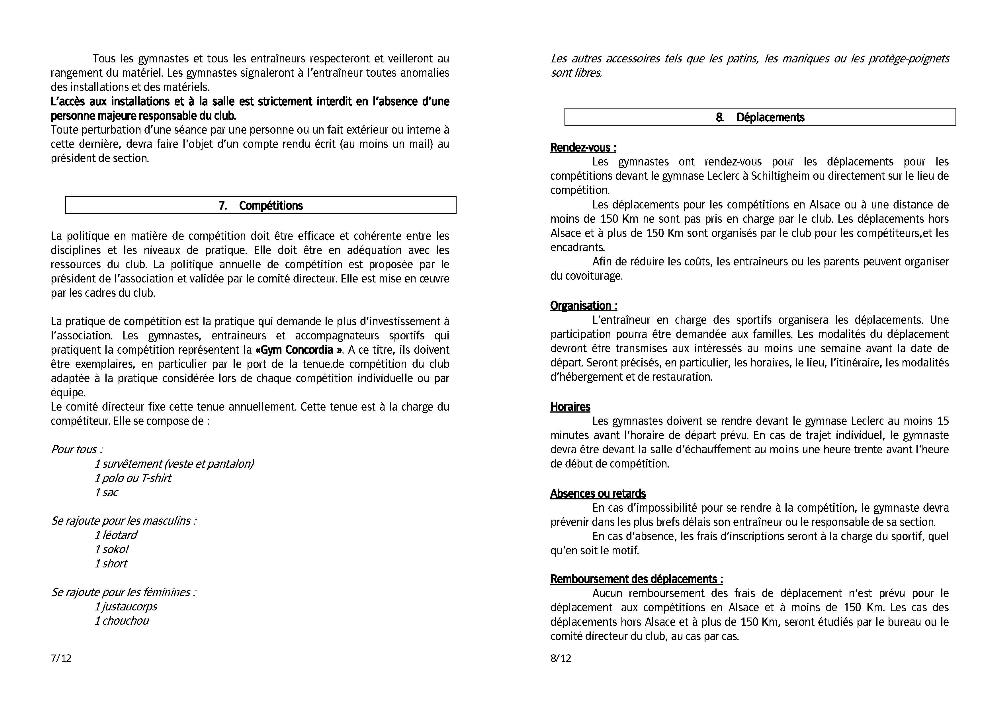 Tous les gymnastes et tous les entraîneurs respecteront et veilleront au
rangement du matériel. Les gymnastes signaleront à l'entraîneur toutes anomalies
des installations et des matériels.
L'accès aux installations et à la salle est strictement interdit en l'absence d'une
personne majeure responsable du club.
Toute perturbation d'une séance par une personne ou un fait extérieur ou interne à
cette dernière, devra faire l'objet d'un compte rendu écrit (au moins un mail) au
président de section.
7. Compétitions
La politique en matière de compétition doit être efficace et cohérente entre les
disciplines et les niveaux de pratique. Elle doit être en adéquation avec les
ressources du club. La politique annuelle de compétition est proposée par le
président de l'association et validée par le comité directeur. Elle est mise en œuvre
par les cadres du club.
La pratique de compétition est la pratique qui demande le plus d'investissement à
l'association. Les gymnastes, entraineurs et accompagnateurs sportifs qui
pratiquent la compétition représentent la «Gym Concordia ». A ce titre, ils doivent
être exemplaires, en particulier par le port de la tenue.de compétition du club
adaptée à la pratique considérée lors de chaque compétition individuelle ou par
équipe.
Le comité directeur fixe cette tenue annuellement. Cette tenue est à la charge du
compétiteur. Elle se compose de :
Pour tous :
1 survêtement (veste et pantalon)
1 polo ou T-shirt
1 sac
Se rajoute pour les masculins :
1 léotard
1 sokol
1 short
Se rajoute pour les féminines :
1 justaucorps
1 chouchou
7/12
Les autres accessoires tels que les patins, les maniques ou les protège-poignets
sont libres.
8. Déplacements
Rendez-vous :
Les gymnastes ont rendez-vous pour les déplacements pour les
compétitions devant le gymnase Leclerc à Schiltigheim ou directement sur le lieu de
compétition.
Les déplacements pour les compétitions en Alsace ou à une distance de
moins de 150 Km ne sont pas pris en charge par le club. Les déplacements hors
Alsace et à plus de 150 Km sont organisés par le club pour les compétiteurs,et les
encadrants.
Afin de réduire les coûts, les entraîneurs ou les parents peuvent organiser
du covoiturage.
Organisation :
L'entraîneur en charge des sportifs organisera les déplacements. Une
participation pourra être demandée aux familles. Les modalités du déplacement
devront être transmises aux intéressés au moins une semaine avant la date de
départ. Seront précisés, en particulier, les horaires, le lieu, l'itinéraire, les modalités
d'hébergement et de restauration.
Horaires
Les gymnastes doivent se rendre devant le gymnase Leclerc au moins 15
minutes avant l'horaire de départ prévu. En cas de trajet individuel, le gymnaste
devra être devant la salle d'échauffement au moins une heure trente avant l'heure
de début de compétition.
Absences ou retards
En cas d'impossibilité pour se rendre à la compétition, le gymnaste devra
prévenir dans les plus brefs délais son entraîneur ou le responsable de sa section.
En cas d'absence, les frais d'inscriptions seront à la charge du sportif, quel
qu'en soit le motif.
Remboursement des déplacements :
Aucun remboursement des frais de déplacement n'est prévu pour le
déplacement aux compétitions en Alsace et à moins de 150 Km. Les cas des
déplacements hors Alsace et à plus de 150 Km, seront étudiés par le bureau ou le
comité directeur du club, au cas par cas.
8/12